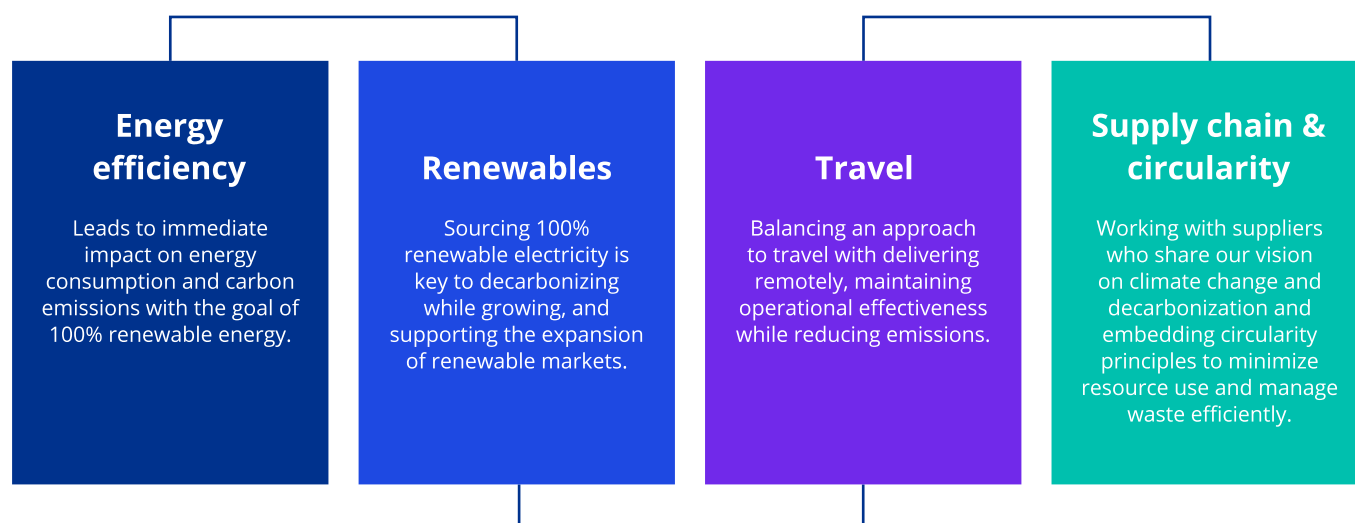 Energy
efficiency
Leads to immediate
impact on energy
consumption and carbon
emissions with the goal of
100% renewable energy.
Renewables
Sourcing 100%
renewable electricity is
key to decarbonizing
while growing, and
supporting the expansion
of renewable markets.
Travel
Balancing an approach
to travel with delivering
remotely, maintaining
operational effectiveness
while reducing emissions.
Supply chain &
circularity
Working with suppliers
who share our vision
on climate change and
decarbonization and
embedding circularity
principles to minimize
resource use and manage
waste efficiently.